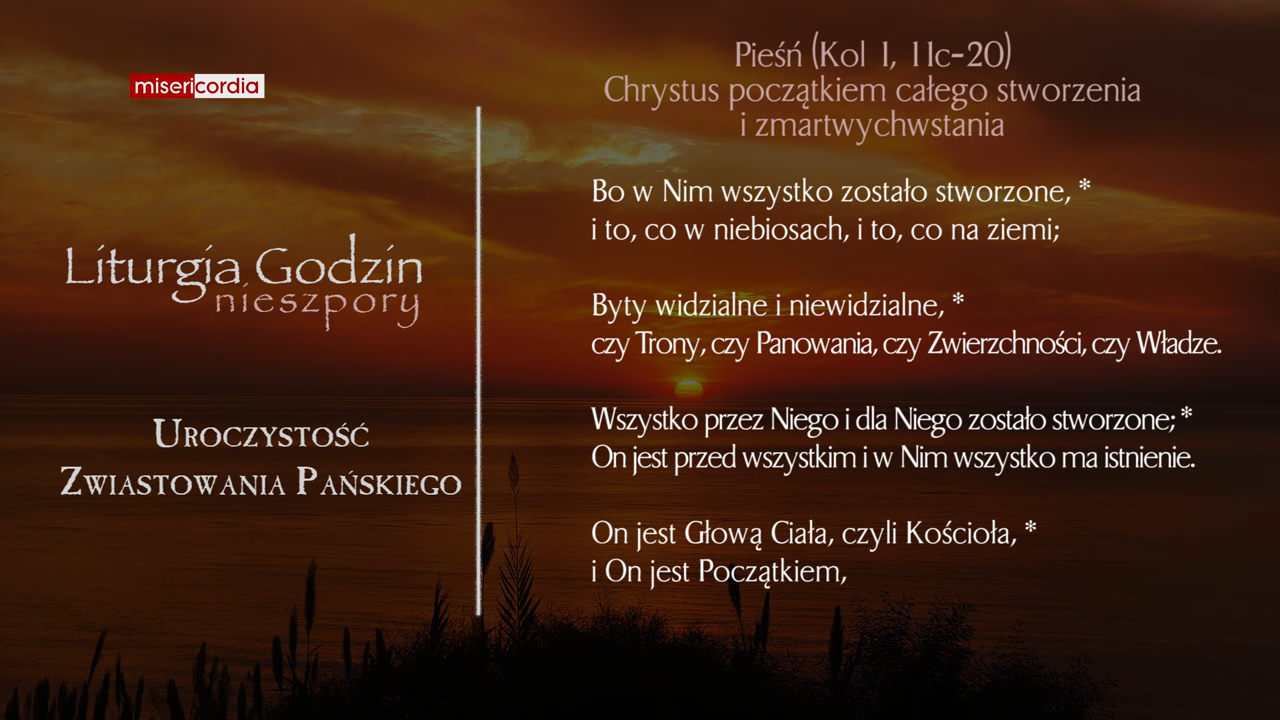 misericordia
Liturgia Godzin
nieszpory
Uroczystość
Zwiastowania Pańskiego
Pieśń (Kol 1, 11c-20)
Chrystus początkiem całego stworzenia
i zmartwychwstania
Bo w Nim wszystko zostało stworzone, *
i to, co w niebiosach, i to, co na ziemi;
Byty widzialne i niewidzialne, *
czy Trony, czy Panowania, czy Zwierzchności, czy Władze.
Wszystko przez Niego i dla Niego zostało stworzone; *
On jest przed wszystkim i w Nim wszystko ma istnienie.
On jest Głową Ciała, czyli Kościoła, *
i On jest Początkiem,